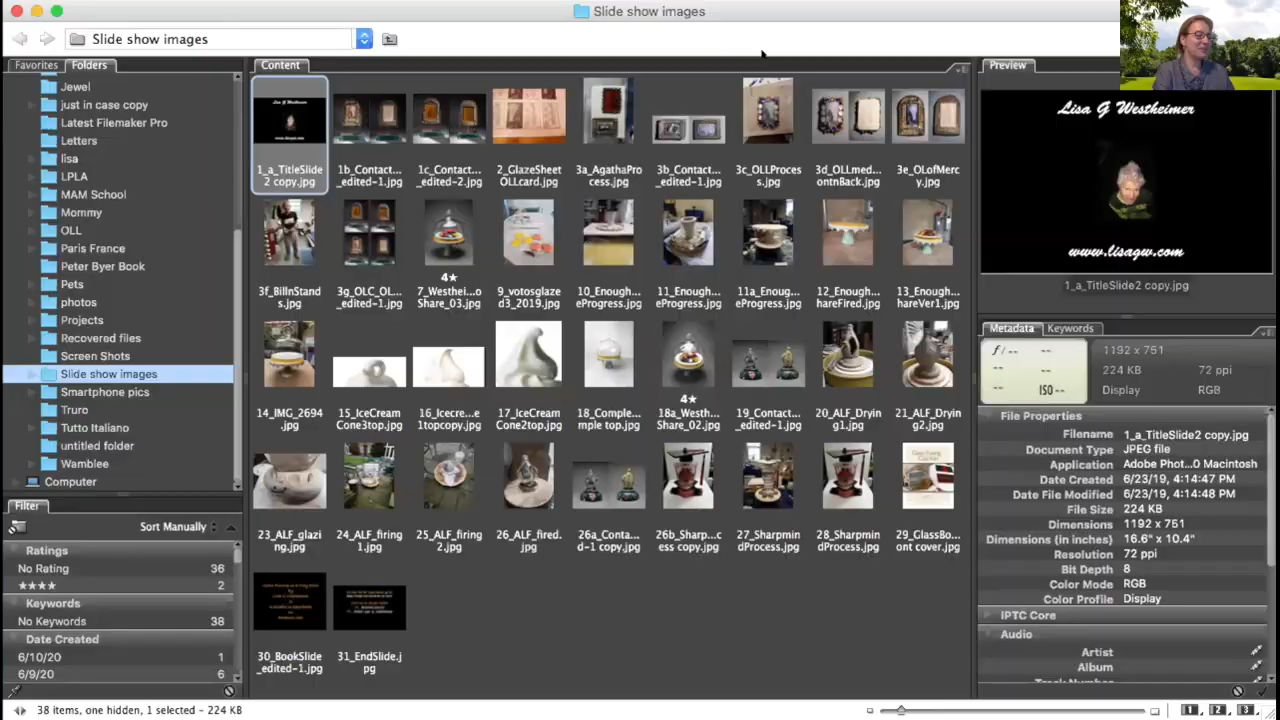 Slide show images
Slide show images
Favorites Folders
Content
Preview
Jewel
just in case copy
Latest Filemaker Pro
Letters
lisa
LPLA
MAM School
Mommy
OLL
Paris France
Peter Byer Book
Pets
photos
Projects
Recovered files
Screen Shots
Slide show images
Smartphone pics
Truro
Tutto Italiano
untitled folder
Wamblee
Computer
Filter
Sort Manually
Ratings
No Rating 36
★★★★ 2
Keywords
No Keywords 38
Date Created
6/10/20 1
6/9/20 6
1_a_TitleSlide
2 copy.jpg
1b_Contact...
_edited-1.jpg
1c_Contact...
_edited-2.jpg
2_GlazeSheet
OLLcard.jpg
3a_AgathaPro
cess.jpg
3b_Contact...
_edited-1.jpg
3c_OLLProces
s.jpg
3d_OLLmed...
ontnBack.jpg
3e_OLofMerc
y.jpg
3f_BillnStand
s.jpg
3g_OLC_OL...
_edited-1.jpg
4★
7_Westhei...o
Share_03.jpg
9_votosglaze
d3_2019.jpg
10_Enough...
eProgress.jpg
11_Enough...
eProgress.jpg
11a_Enoug...
eProgress.jpg
12_Enough...
hareFired.jpg
13_Enough...
hareVer1.jpg
14_IMG_2694
.jpg
15_IceCream
Cone3top.jpg
16_Icecre...e
1topcopy.jpg
17_IceCream
Cone2top.jpg
18_Comple...
mple top.jpg
4★
18a_Westh...
Share_02.jpg
19_Contact...
_edited-1.jpg
20_ALF_Dryin
g1.jpg
21_ALF_Dryi
ng2.jpg
23_ALF_glazi
ng.jpg
24_ALF_firing
1.jpg
25_ALF_firing
2.jpg
26_ALF_fired.
jpg
26a_Conta...
d-1 copy.jpg
26b_Sharp...c
ess copy.jpg
27_Sharpmin
dProcess.jpg
28_Sharpmi
ndProcess.jpg
29_GlassBo...
ont cover.jpg
30_BookSlide
_edited-1.jpg
31_EndSlide.j
pg
Lisa G Westheimer
www.lisagw.com
1_a_TitleSlide2 copy.jpg
Metadata Keywords
f/-- --
-- --
-- ISO --
1192 x 751
224 KB 72 ppi
Display RGB
File Properties
Filename 1_a_TitleSlide2 copy.jpg
Document Type JPEG file
Application Adobe Phot...0 Macintosh
Date Created 6/23/19, 4:14:47 PM
Date File Modified 6/23/19, 4:14:48 PM
File Size 224 KB
Dimensions 1192 x 751
Dimensions (in inches) 16.6" x 10.4"
Resolution 72 ppi
Bit Depth 8
Color Mode RGB
Color Profile Display
IPTC Core
Audio
Artist
Album
38 items, one hidden, 1 selected - 224 KB
1 2 3